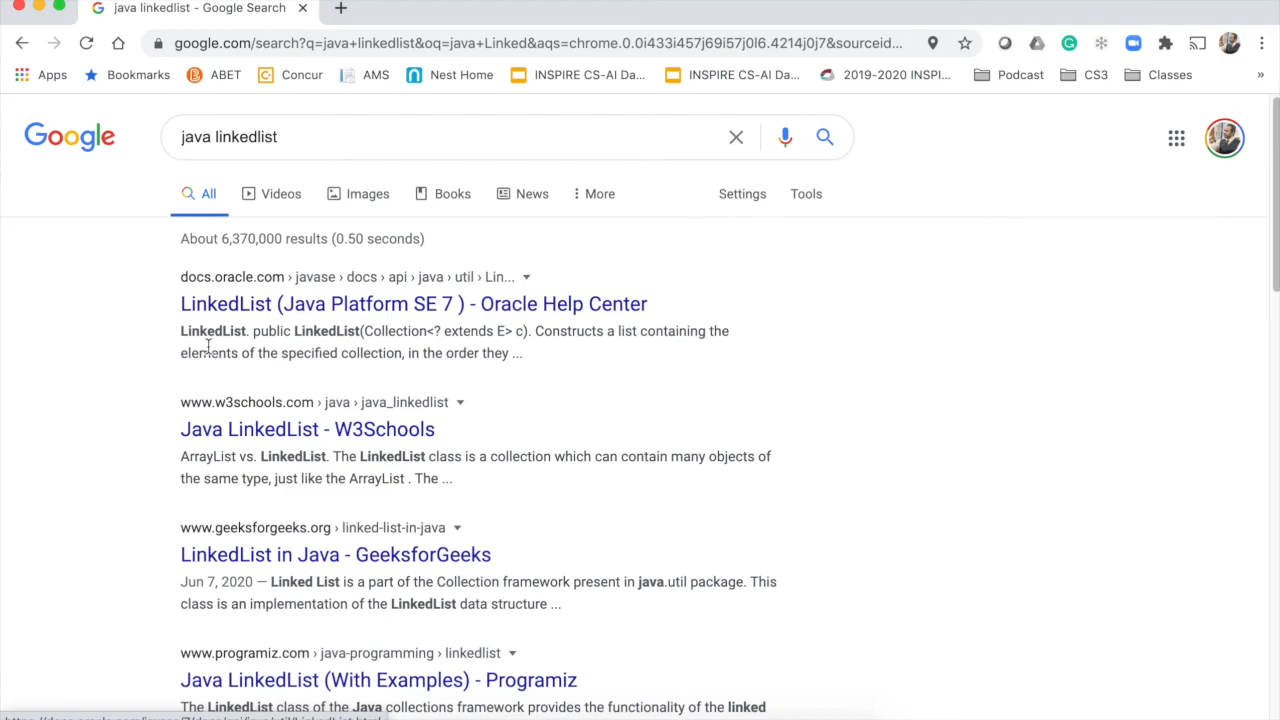 java linkedlist - Google Search
google.com/search?q=java+linkedlist&oq=java+Linked&aqs=chrome.0.0i433i457j69i57j0l6.4214j0j7&sourceid...
Apps Bookmarks ABET Concur AMS Nest Home INSPIRE CS-AI Da... INSPIRE CS-AI Da... 2019-2020 INSPI... Podcast CS3 Classes »
Google java linkedlist
All Videos Images Books News More Settings Tools
About 6,370,000 results (0.50 seconds)
docs.oracle.com › javase › docs › api › java › util › Lin...
LinkedList (Java Platform SE 7 ) - Oracle Help Center
LinkedList. public LinkedList(Collection<? extends E> c). Constructs a list containing the
elements of the specified collection, in the order they ...
www.w3schools.com › java › java_linkedlist
Java LinkedList - W3Schools
ArrayList vs. LinkedList. The LinkedList class is a collection which can contain many objects of
the same type, just like the ArrayList . The ...
www.geeksforgeeks.org › linked-list-in-java
LinkedList in Java - GeeksforGeeks
Jun 7, 2020 — Linked List is a part of the Collection framework present in java.util package. This
class is an implementation of the LinkedList data structure ...
www.programiz.com › java-programming › linkedlist
Java LinkedList (With Examples) - Programiz
The LinkedList class of the Java collections framework provides the functionality of the linked